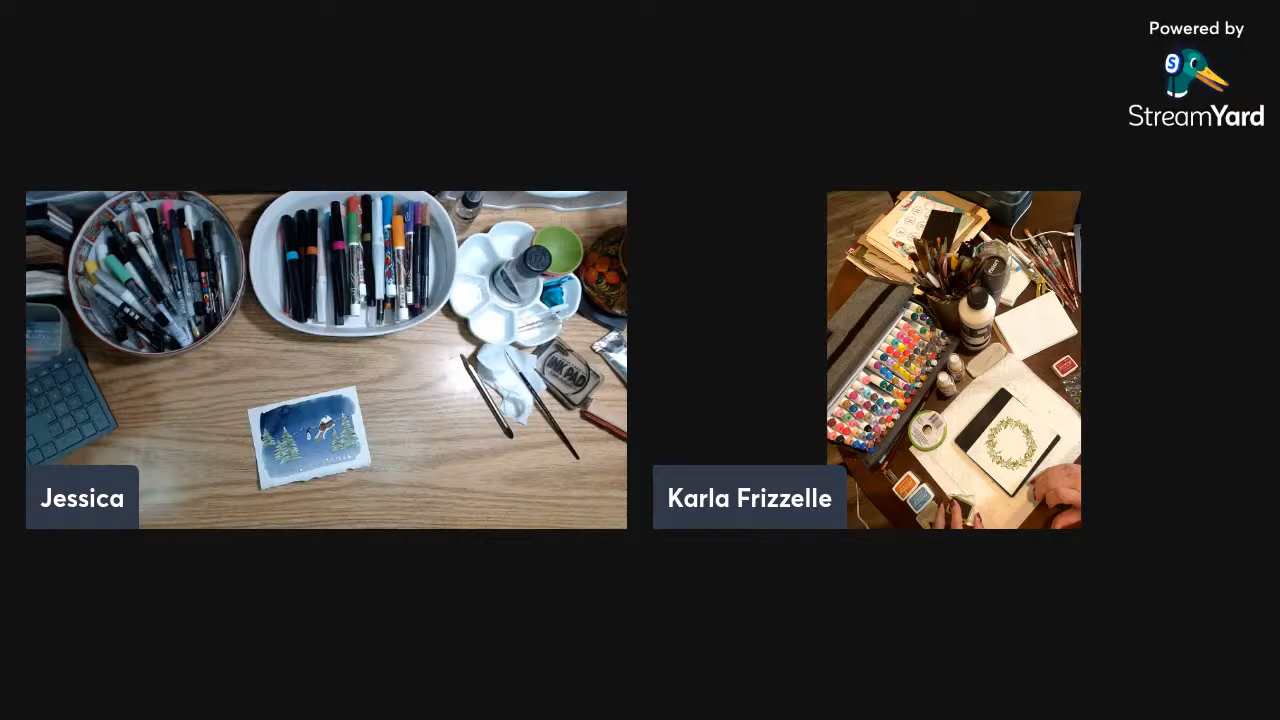 Powered by
S
StreamYard
INK PAD
Jessica
Karla Frizzelle